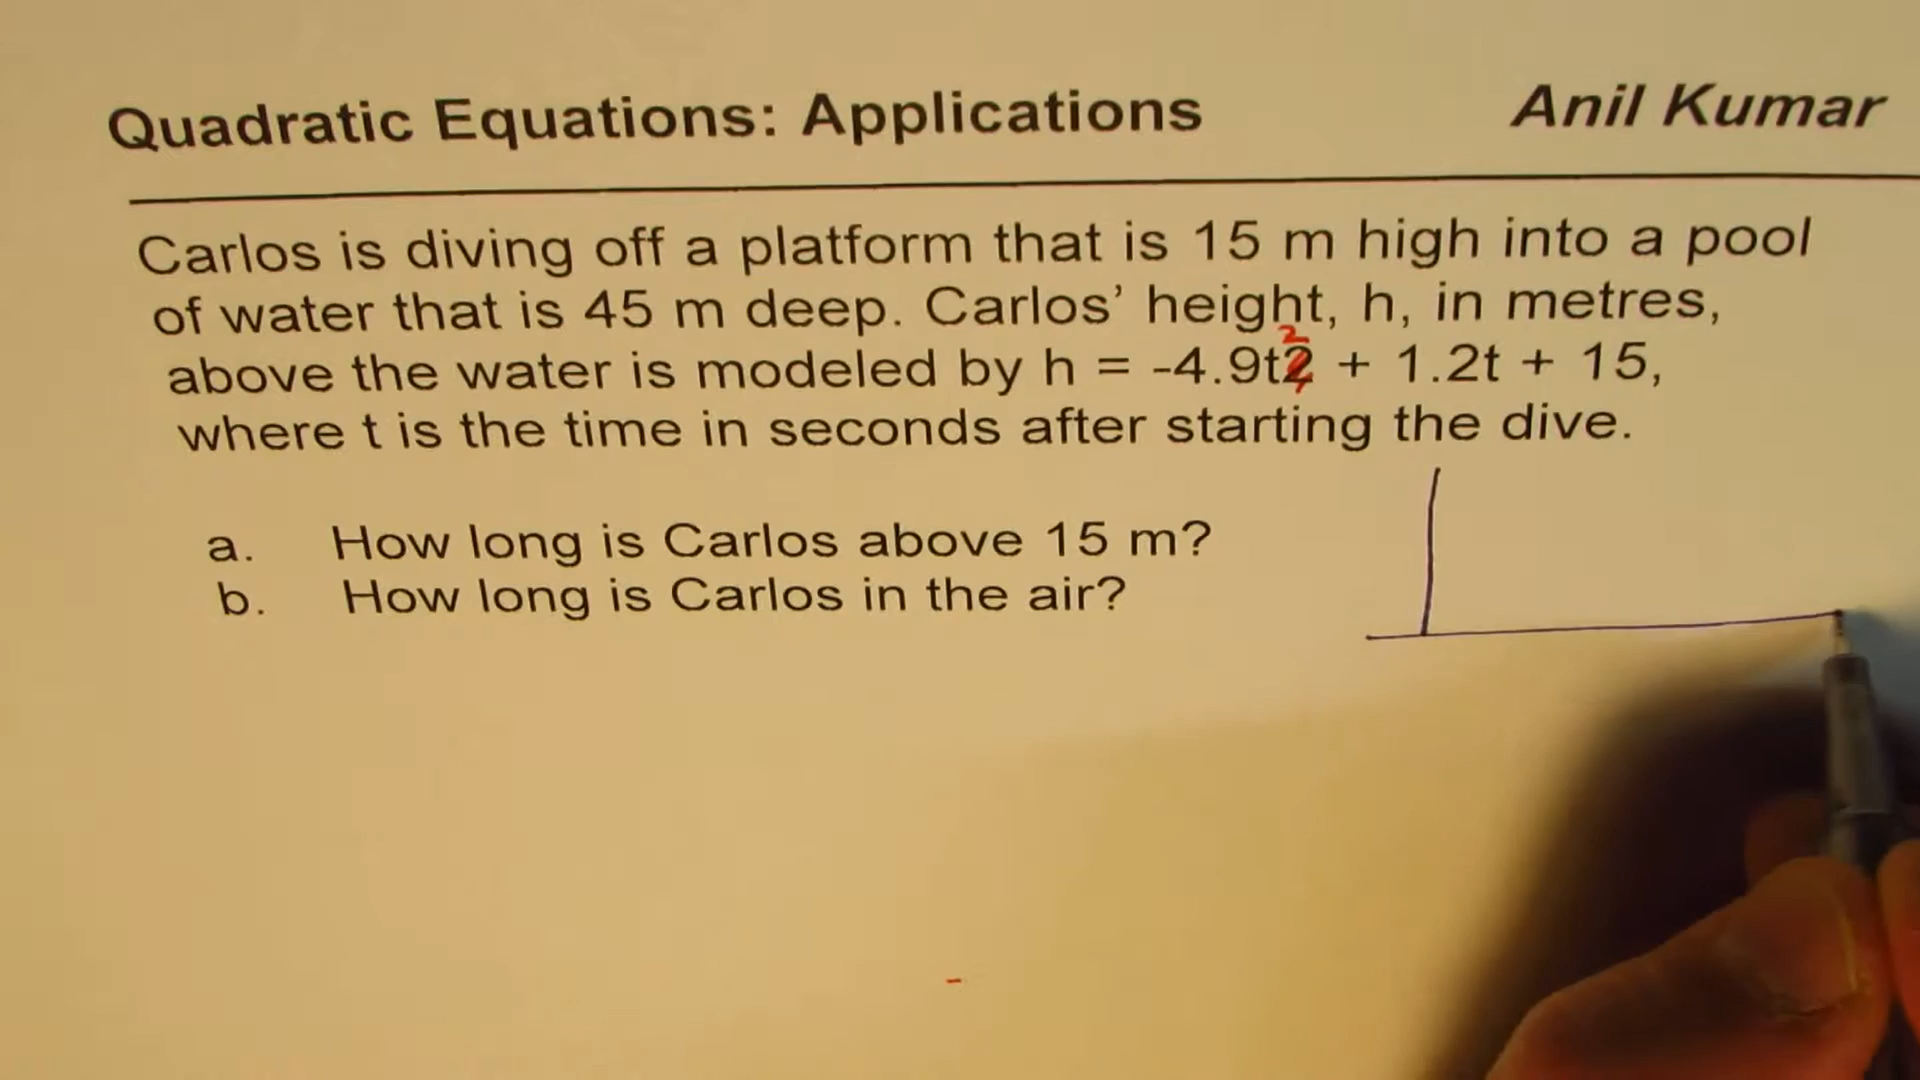 Quadratic Equations: Applications Anil Kumar
Carlos is diving off a platform that is 15 m high into a pool
of water that is 45 m deep. Carlos' height, h, in metres,
above the water is modeled by h = -4.9t² + 1.2t + 15,
where t is the time in seconds after starting the dive.
a. How long is Carlos above 15 m?
b. How long is Carlos in the air?